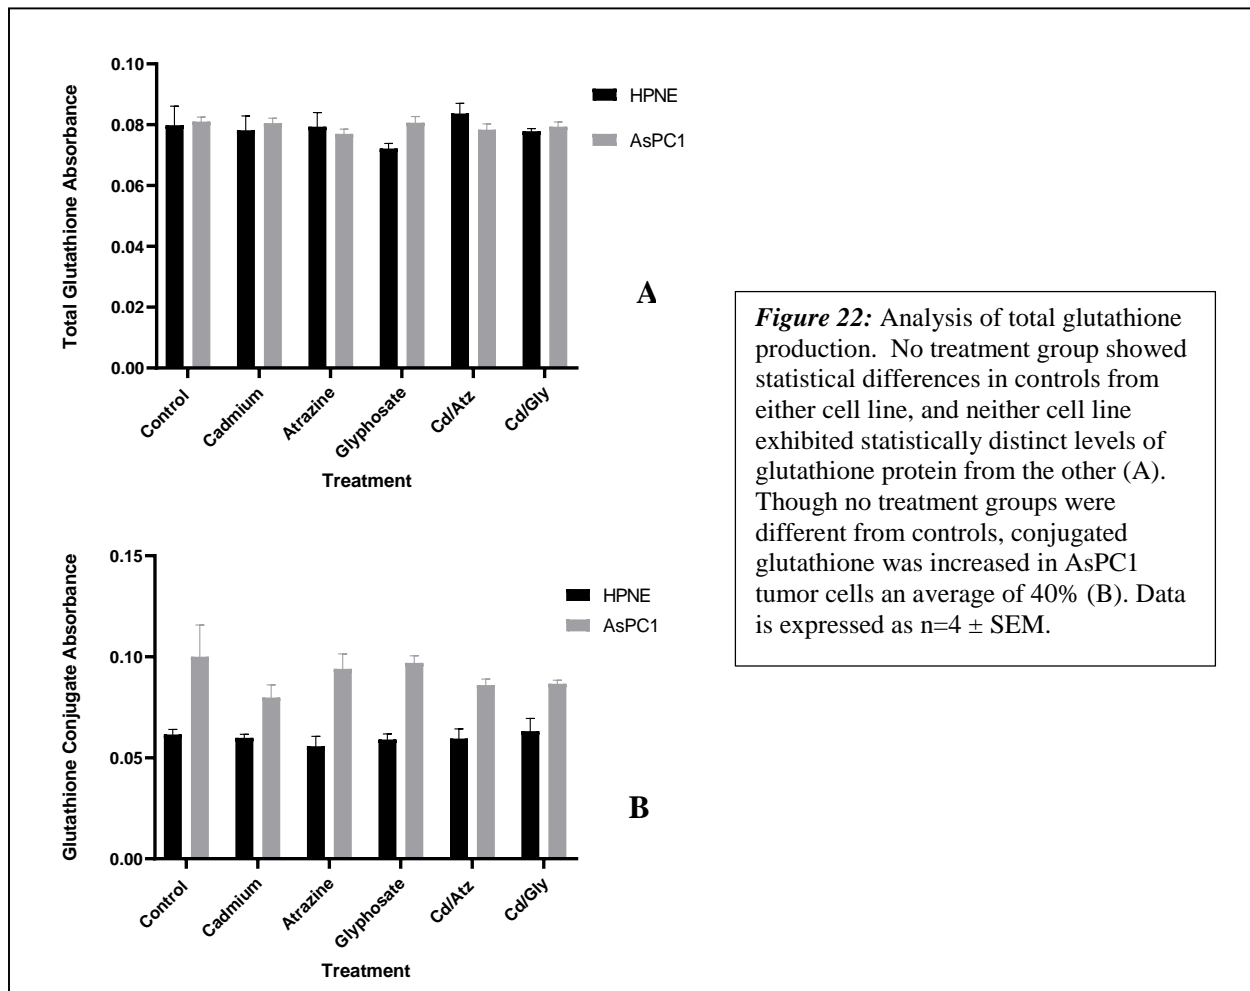 0.10
0.08
0.06
0.04
0.02
0.00
Total Glutathione Absorbance
HPNE
AsPC1
Control
Cadmium
Atrazine
Glyphosate
Cd/Atz
Cd/Gly
Treatment
A
0.15
0.10
0.05
0.00
Glutathione Conjugate Absorbance
HPNE
AsPC1
Control
Cadmium
Atrazine
Glyphosate
Cd/Atz
Cd/Gly
Treatment
B
Figure 22: Analysis of total glutathione
production.  No treatment group showed
statistical differences in controls from
either cell line, and neither cell line
exhibited statistically distinct levels of
glutathione protein from the other (A).
Though no treatment groups were
different from controls, conjugated
glutathione was increased in AsPC1
tumor cells an average of 40% (B). Data
is expressed as n=4 ± SEM.